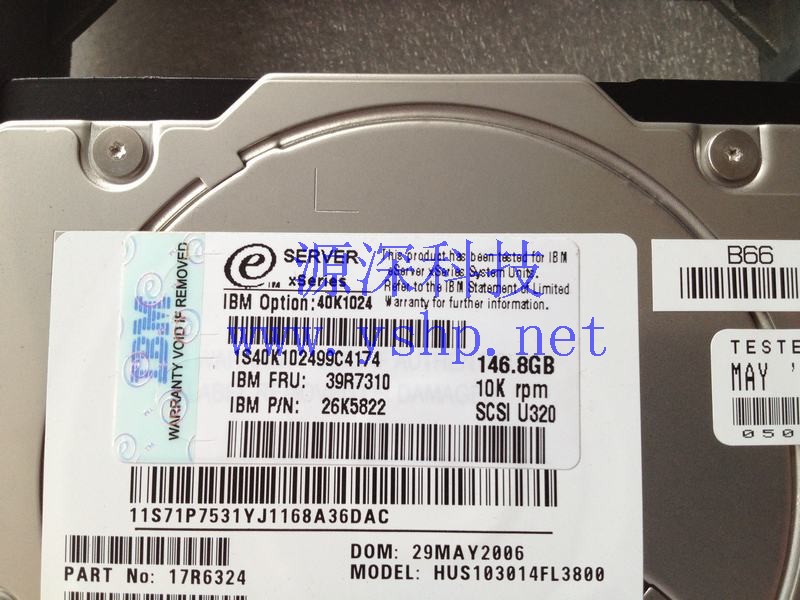 SERVER
xSeries
This product has been tested for IBM
eServer xSeries System Units.
Refer to the IBM Statement of Limited
Warranty for further information.
IBM Option: 40K1024
1S40K102499C4174
IBM FRU: 39R7310
IBM P/N: 26K5822
146.8GB
10K rpm
SCSI U320
WARRANTY VOID IF REMOVED
IBM
11S71P7531YJ1168A36DAC
PART No: 17R6324
DOM: 29MAY2006
MODEL: HUS103014FL3800
B66
TESTE
MAY '
050
源深科技
www.yshp.net